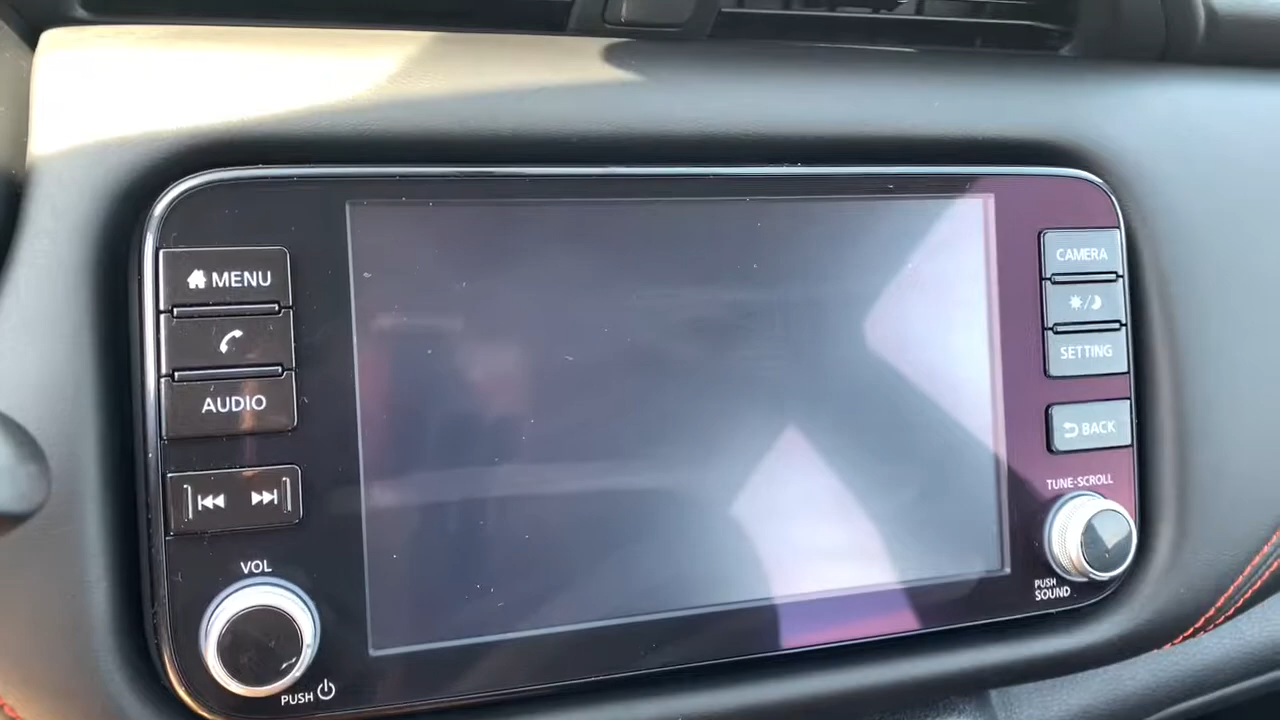 MENU
AUDIO
VOL
PUSH
CAMERA
SETTING
BACK
TUNE·SCROLL
PUSH
SOUND